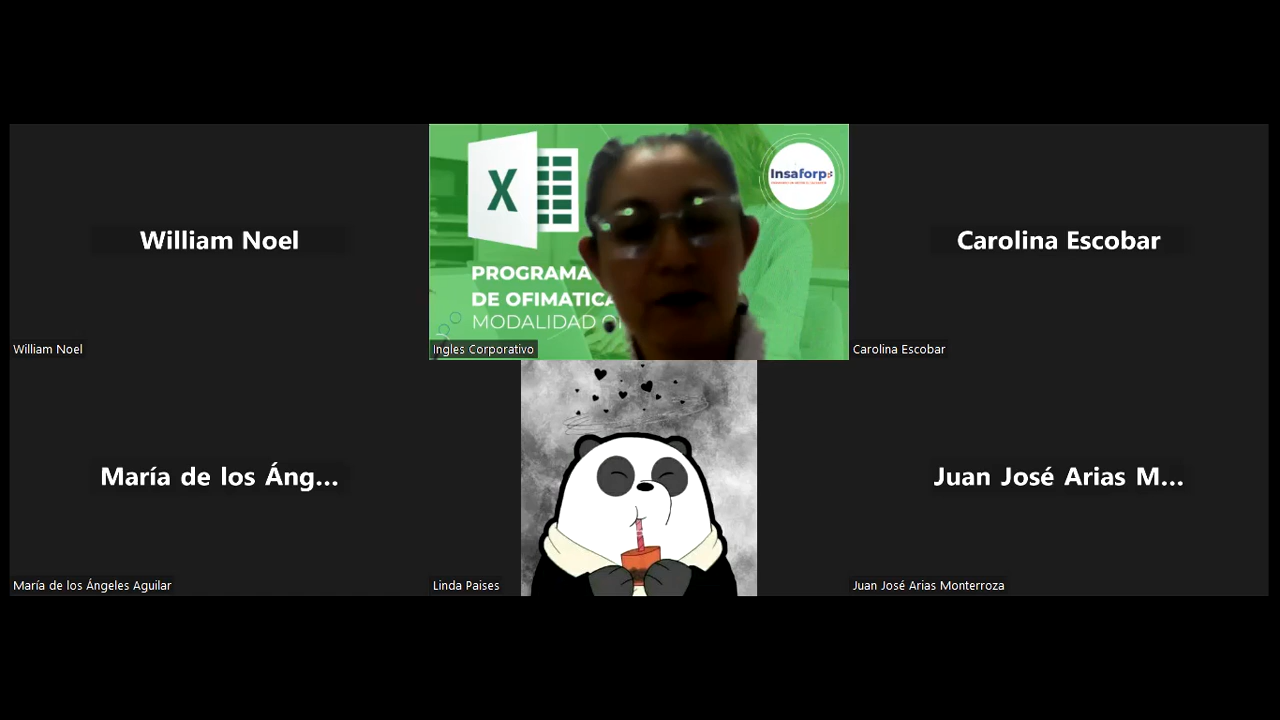 William Noel
William Noel
X
Insaforp
PROGRAMA
DE OFIMATICA
MODALIDAD
Ingles Corporativo
Carolina Escobar
Carolina Escobar
María de los Áng...
María de los Ángeles Aguilar
Linda Paises
Juan José Arias M...
Juan José Arias Monterroza